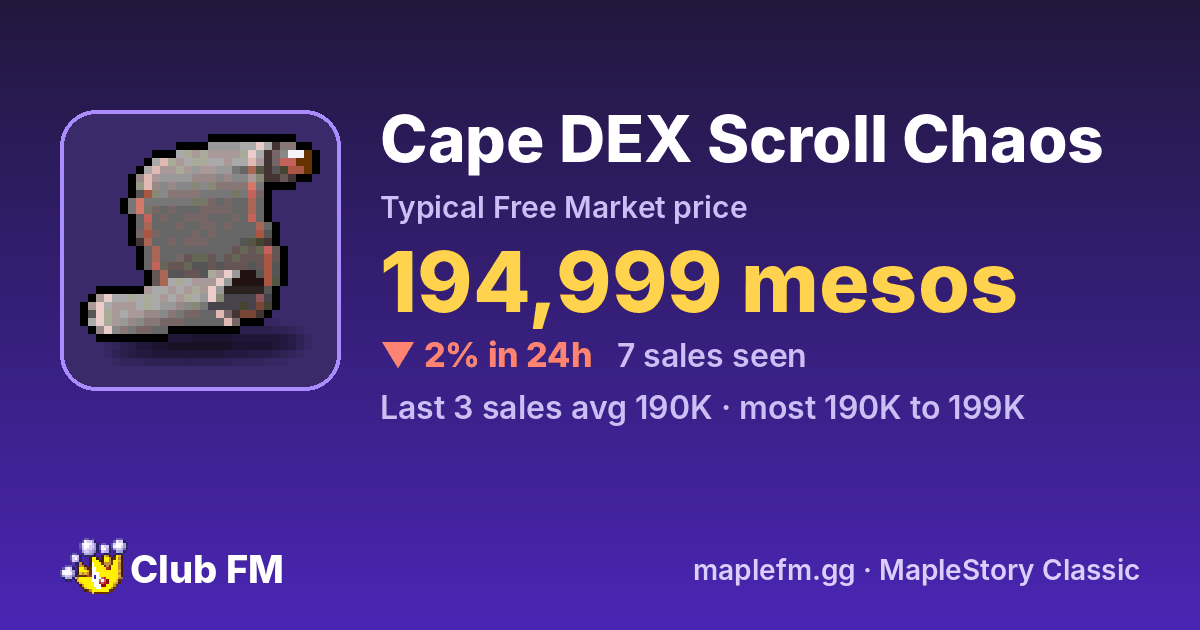 Cape DEX Scroll Chaos
Typical Free Market price
194,999 mesos
▼ 2% in 24h 7 sales seen
Last 3 sales avg 190K · most 190K to 199K
Club FM
maplefm.gg · MapleStory Classic